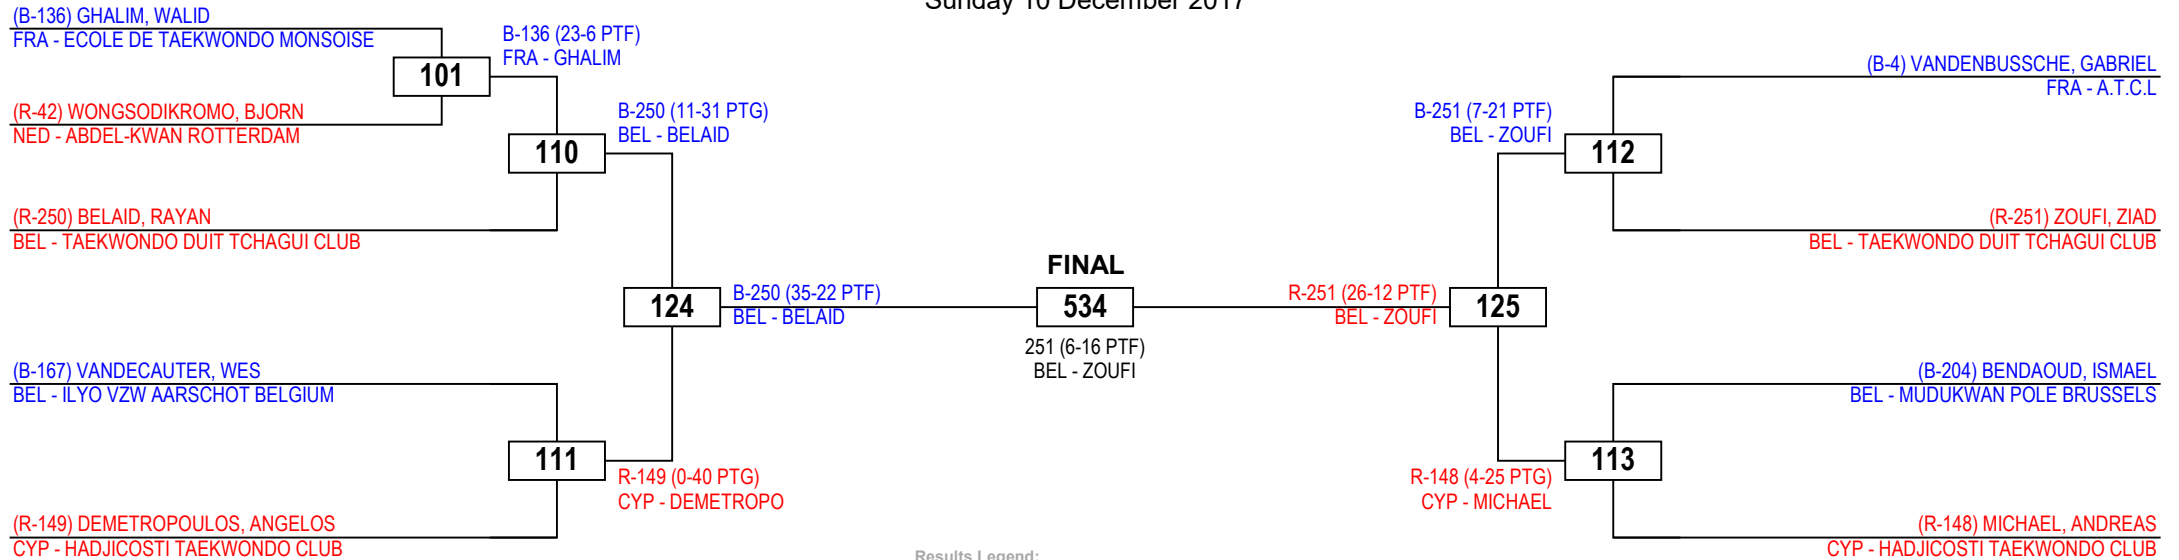 Sunday 10 December 2017
(B-136) GHALIM, WALID
FRA - ECOLE DE TAEKWONDO MONSOISE
B-136 (23-6 PTF)
FRA - GHALIM
101
(R-42) WONGSODIKROMO, BJORN
NED - ABDEL-KWAN ROTTERDAM
B-250 (11-31 PTG)
BEL - BELAID
110
(R-250) BELAID, RAYAN
BEL - TAEKWONDO DUIT TCHAGUI CLUB
124
B-250 (35-22 PTF)
BEL - BELAID
(B-167) VANDECAUTER, WES
BEL - ILYO VZW AARSCHOT BELGIUM
111
R-149 (0-40 PTG)
CYP - DEMETROPO
(R-149) DEMETROPOULOS, ANGELOS
CYP - HADJICOSTI TAEKWONDO CLUB
FINAL
534
251 (6-16 PTF)
BEL - ZOUFI
(B-4) VANDENBUSSCHE, GABRIEL
FRA - A.T.C.L
B-251 (7-21 PTF)
BEL - ZOUFI
112
(R-251) ZOUFI, ZIAD
BEL - TAEKWONDO DUIT TCHAGUI CLUB
R-251 (26-12 PTF)
BEL - ZOUFI
125
(B-204) BENDAOUD, ISMAEL
BEL - MUDUKWAN POLE BRUSSELS
113
R-148 (4-25 PTG)
CYP - MICHAEL
(R-148) MICHAEL, ANDREAS
CYP - HADJICOSTI TAEKWONDO CLUB
Results Legend: